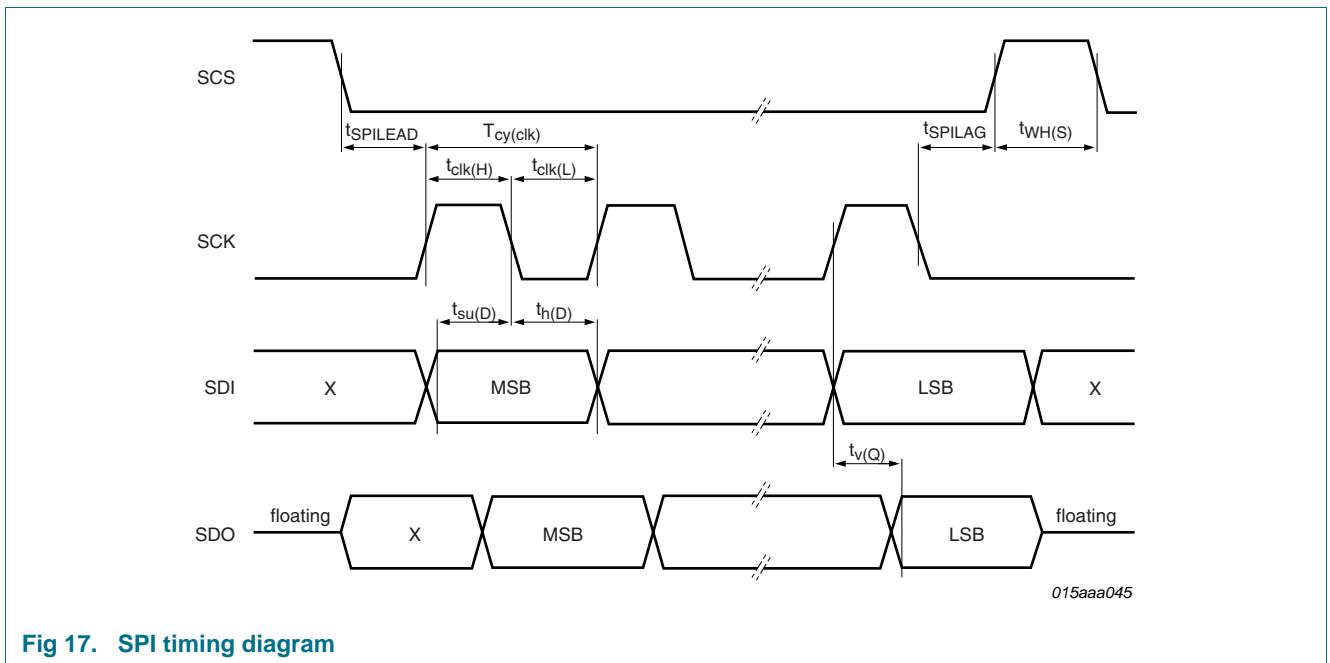 SCS
tSPILEAD
Tcy(clk)
tSPILAG
tWH(S)
tclk(H)
tclk(L)
SCK
tsu(D)
th(D)
SDI
X
MSB
LSB
X
tv(Q)
SDO
floating
X
MSB
LSB
floating
015aaa045
Fig 17. SPI timing diagram